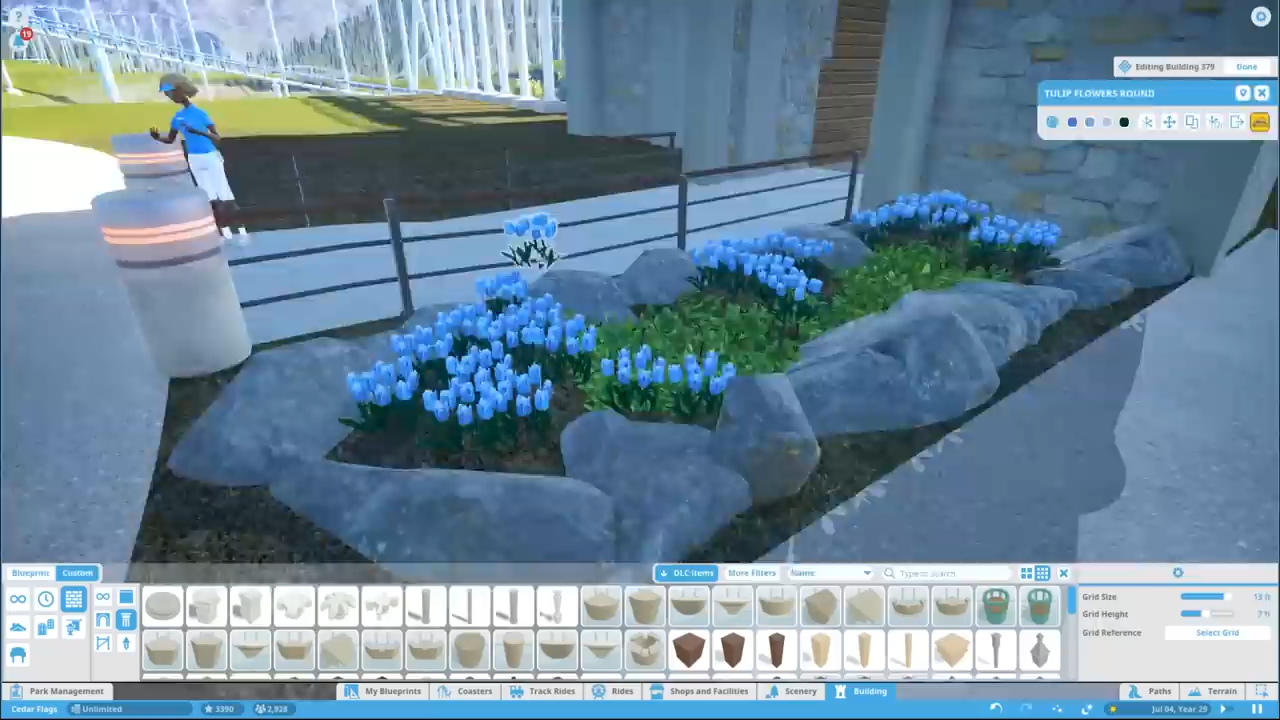 ?
19
Editing Building 379
Done
TULIP FLOWERS ROUND
Blueprint
Custom
DLC Items
More Filters
Name
Type to search
Grid Size
13 ft
Grid Height
7 ft
Grid Reference
Select Grid
Park Management
My Blueprints
Coasters
Track Rides
Rides
Shops and Facilities
Scenery
Building
Paths
Terrain
Cedar Flags
Unlimited
3390
2,928
Jul 04, Year 29